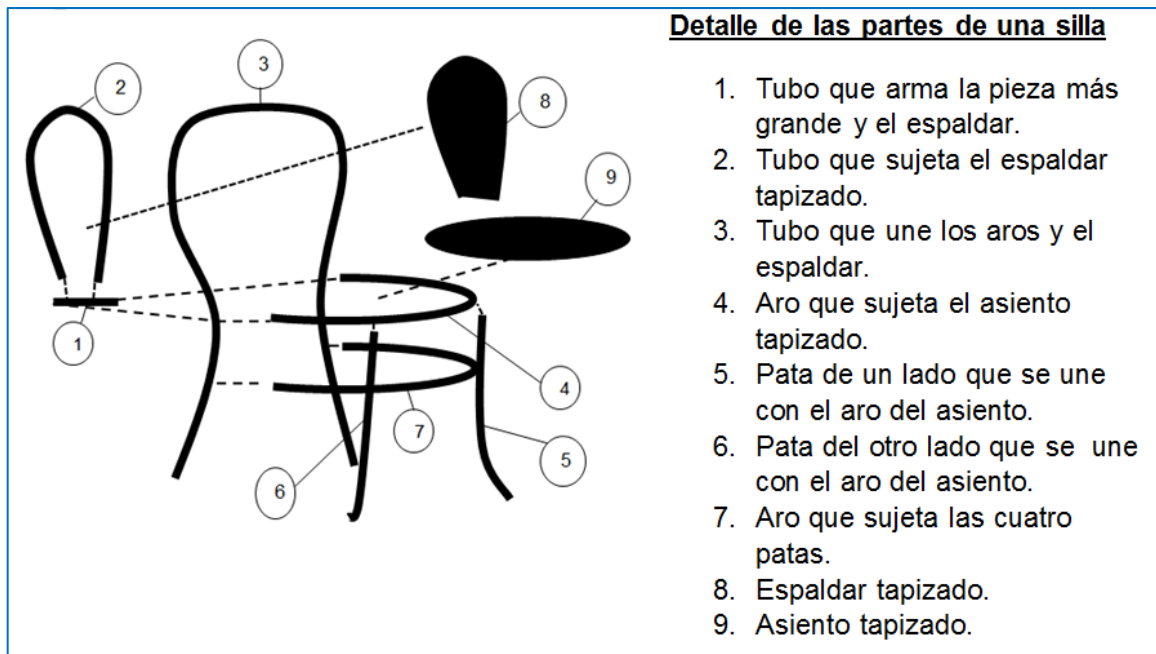 Detalle de las partes de una silla
1. Tubo que arma la pieza más
grande y el espaldar.
2. Tubo que sujeta el espaldar
tapizado.
3. Tubo que une los aros y el
espaldar.
4. Aro que sujeta el asiento
tapizado.
5. Pata de un lado que se une
con el aro del asiento.
6. Pata del otro lado que se une
con el aro del asiento.
7. Aro que sujeta las cuatro
patas.
8. Espaldar tapizado.
9. Asiento tapizado.
2
3
8
9
1
4
7
5
6